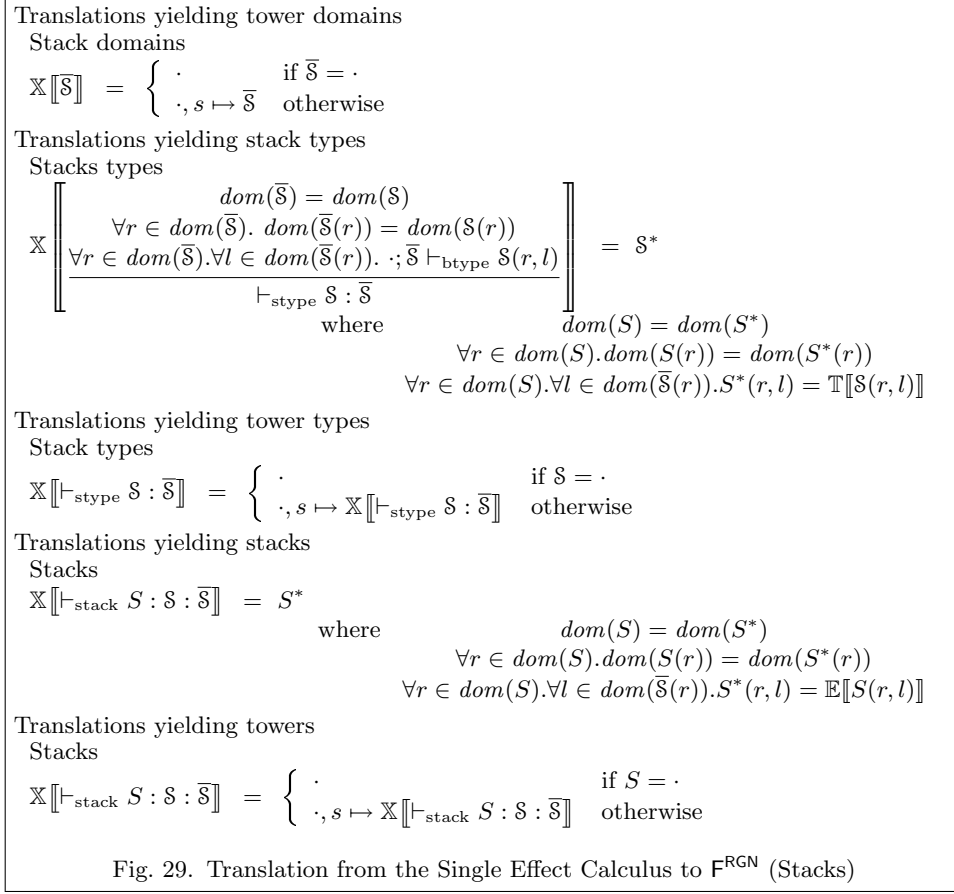 Translations yielding tower domains
Stack domains
𝕏⟦𝒮̅⟧ = { · if 𝒮̅ = ·
·, s ↦ 𝒮̅ otherwise
Translations yielding stack types
Stacks types
dom(𝒮̅) = dom(𝒮)
∀r ∈ dom(𝒮̅). dom(𝒮̅(r)) = dom(𝒮(r))
∀r ∈ dom(𝒮̅).∀l ∈ dom(𝒮̅(r)). ·; 𝒮̅ ⊢btype 𝒮(r, l)
𝕏⟦ ⊢stype 𝒮 : 𝒮̅ ⟧ = 𝒮*
where dom(S) = dom(S*)
∀r ∈ dom(S).dom(S(r)) = dom(S*(r))
∀r ∈ dom(S).∀l ∈ dom(𝒮̅(r)).S*(r, l) = 𝕋⟦𝒮(r, l)⟧
Translations yielding tower types
Stack types
𝕏⟦⊢stype 𝒮 : 𝒮̅⟧ = { · if 𝒮 = ·
·, s ↦ 𝕏⟦⊢stype 𝒮 : 𝒮̅⟧ otherwise
Translations yielding stacks
Stacks
𝕏⟦⊢stack S : 𝒮 : 𝒮̅⟧ = S*
where dom(S) = dom(S*)
∀r ∈ dom(S).dom(S(r)) = dom(S*(r))
∀r ∈ dom(S).∀l ∈ dom(𝒮̅(r)).S*(r, l) = 𝔼⟦S(r, l)⟧
Translations yielding towers
Stacks
𝕏⟦⊢stack S : 𝒮 : 𝒮̅⟧ = { · if S = ·
·, s ↦ 𝕏⟦⊢stack S : 𝒮 : 𝒮̅⟧ otherwise
Fig. 29. Translation from the Single Effect Calculus to F^RGN (Stacks)